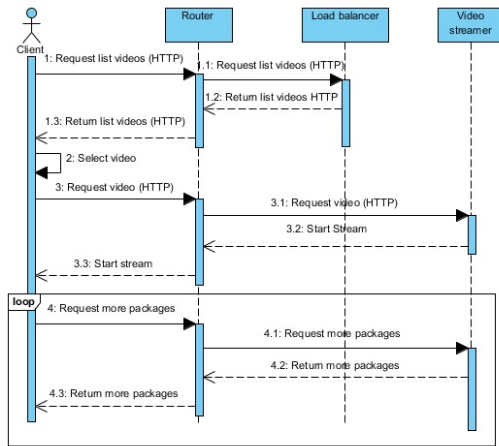 Router
Load balancer
Video
streamer
Client
1: Request list videos (HTTP)
1.1: Request list videos (HTTP)
1.2: Return list videos HTTP
1.3: Return list videos (HTTP)
2: Select video
3: Request video (HTTP)
3.1: Request video (HTTP)
3.2: Start Stream
3.3: Start stream
loop
4: Request more packages
4.1: Request more packages
4.2: Return more packages
4.3: Return more packages